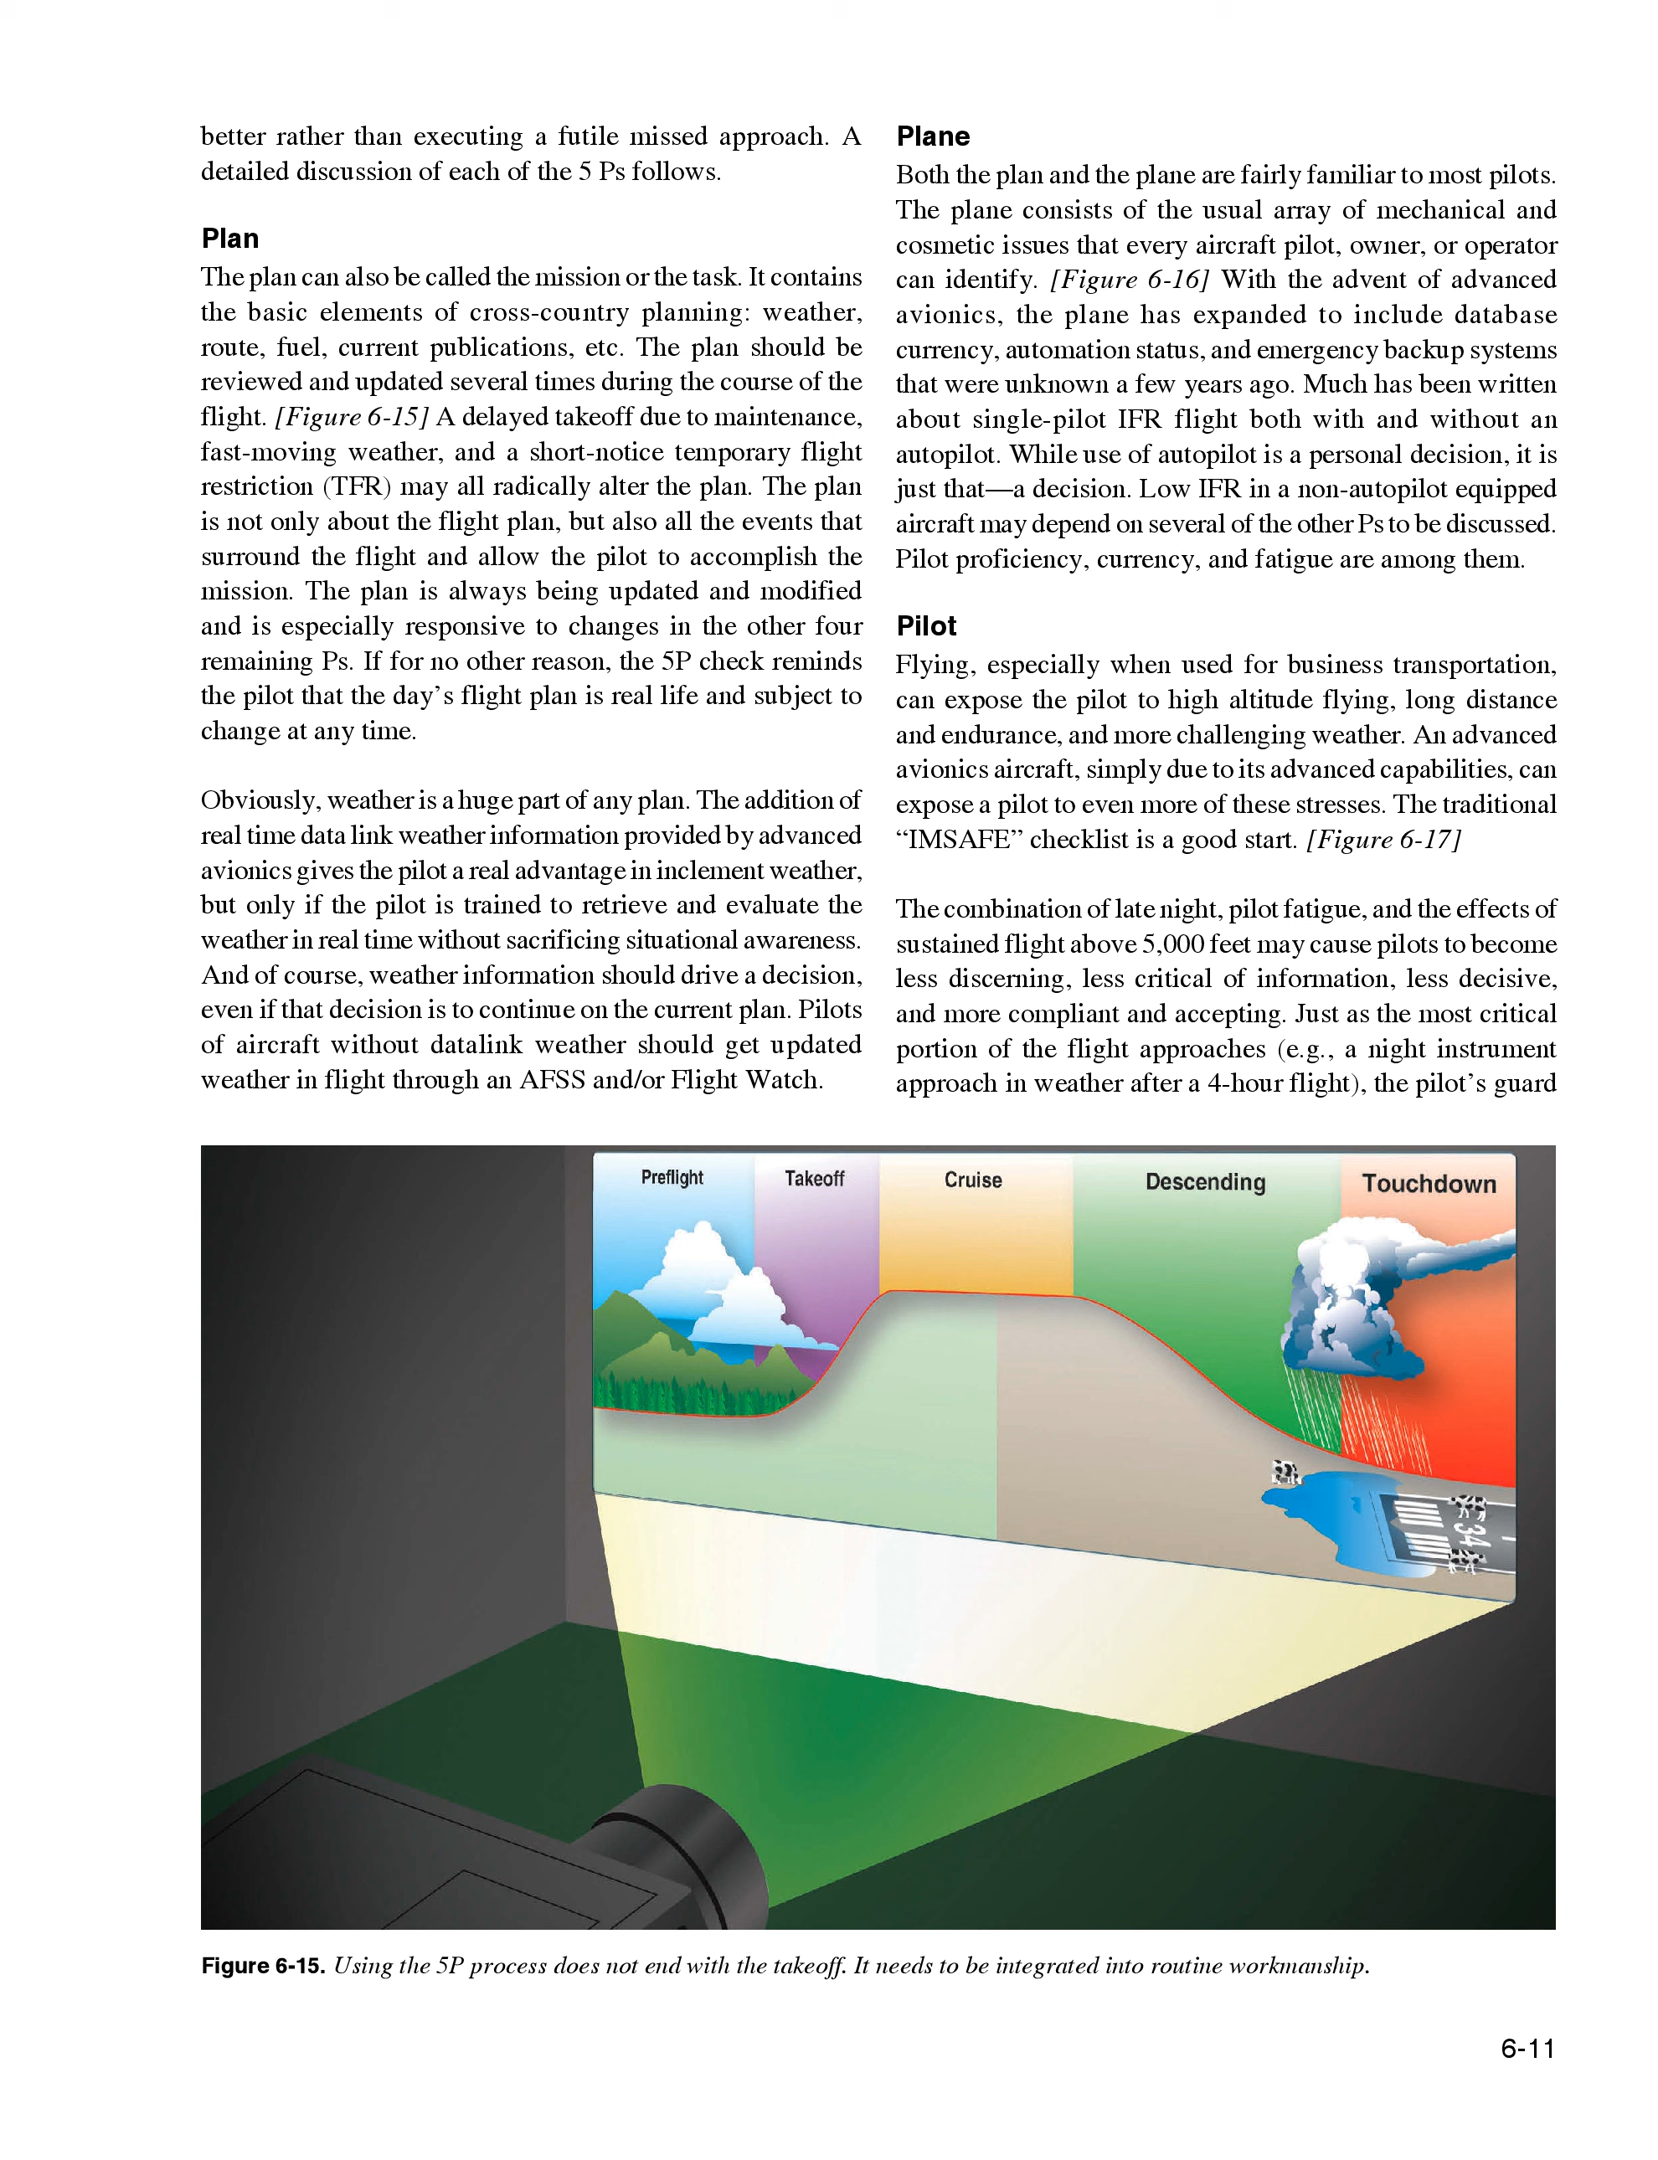 better rather than executing a futile missed approach. A
detailed discussion of each of the 5 Ps follows.
Plan
The plan can also be called the mission or the task. It contains
the basic elements of cross-country planning: weather,
route, fuel, current publications, etc. The plan should be
reviewed and updated several times during the course of the
flight. [Figure 6-15] A delayed takeoff due to maintenance,
fast-moving weather, and a short-notice temporary flight
restriction (TFR) may all radically alter the plan. The plan
is not only about the flight plan, but also all the events that
surround the flight and allow the pilot to accomplish the
mission. The plan is always being updated and modified
and is especially responsive to changes in the other four
remaining Ps. If for no other reason, the 5P check reminds
the pilot that the day’s flight plan is real life and subject to
change at any time.
Obviously, weather is a huge part of any plan. The addition of
real time data link weather information provided by advanced
avionics gives the pilot a real advantage in inclement weather,
but only if the pilot is trained to retrieve and evaluate the
weather in real time without sacrificing situational awareness.
And of course, weather information should drive a decision,
even if that decision is to continue on the current plan. Pilots
of aircraft without datalink weather should get updated
weather in flight through an AFSS and/or Flight Watch.
Plane
Both the plan and the plane are fairly familiar to most pilots.
The plane consists of the usual array of mechanical and
cosmetic issues that every aircraft pilot, owner, or operator
can identify. [Figure 6-16] With the advent of advanced
avionics, the plane has expanded to include database
currency, automation status, and emergency backup systems
that were unknown a few years ago. Much has been written
about single-pilot IFR flight both with and without an
autopilot. While use of autopilot is a personal decision, it is
just that—a decision. Low IFR in a non-autopilot equipped
aircraft may depend on several of the other Ps to be discussed.
Pilot proficiency, currency, and fatigue are among them.
Pilot
Flying, especially when used for business transportation,
can expose the pilot to high altitude flying, long distance
and endurance, and more challenging weather. An advanced
avionics aircraft, simply due to its advanced capabilities, can
expose a pilot to even more of these stresses. The traditional
“IMSAFE” checklist is a good start. [Figure 6-17]
The combination of late night, pilot fatigue, and the effects of
sustained flight above 5,000 feet may cause pilots to become
less discerning, less critical of information, less decisive,
and more compliant and accepting. Just as the most critical
portion of the flight approaches (e.g., a night instrument
approach in weather after a 4-hour flight), the pilot’s guard
Preflight
Takeoff
Cruise
Descending
Touchdown
34
Figure 6-15. Using the 5P process does not end with the takeoff. It needs to be integrated into routine workmanship.
6-11